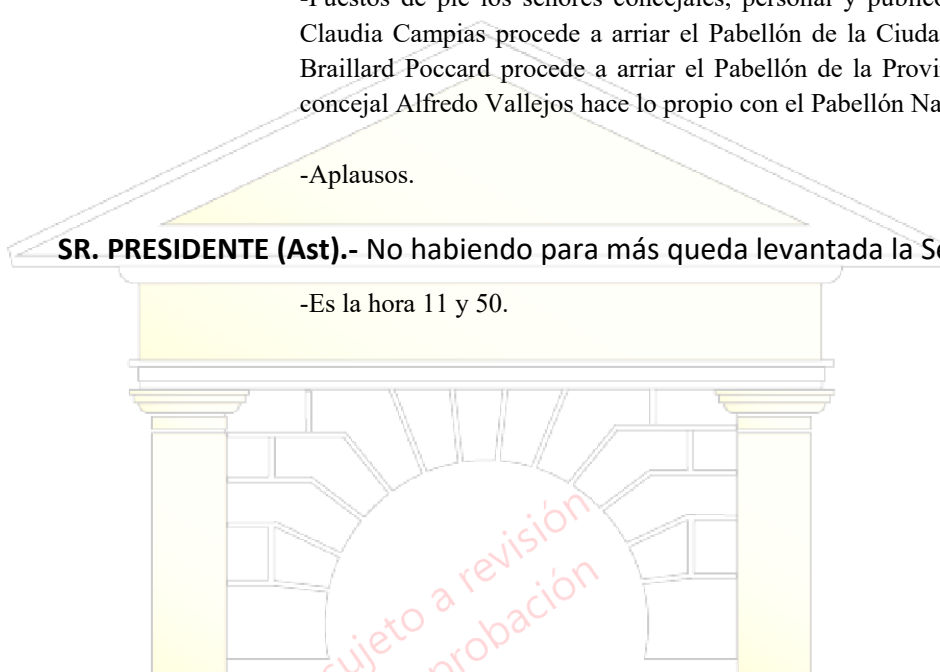 -Puestos de pie los señores concejales, personal y público
Claudia Campias procede a arriar el Pabellón de la Ciuda
Braillard Poccard procede a arriar el Pabellón de la Provi
concejal Alfredo Vallejos hace lo propio con el Pabellón Na
-Aplausos.
SR. PRESIDENTE (Ast).- No habiendo para más queda levantada la Se
-Es la hora 11 y 50.
sujeto a revisión
probación